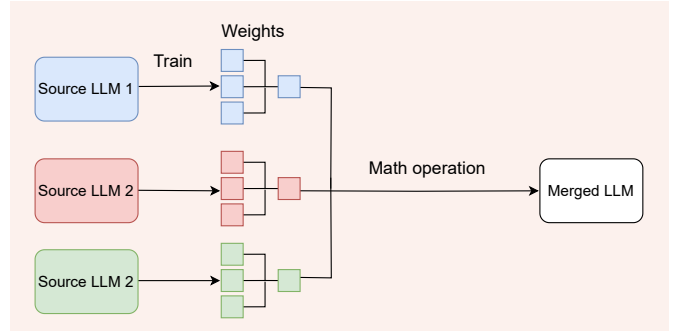 Weights
Train
Source LLM 1
Math operation
Source LLM 2
Merged LLM
Source LLM 2